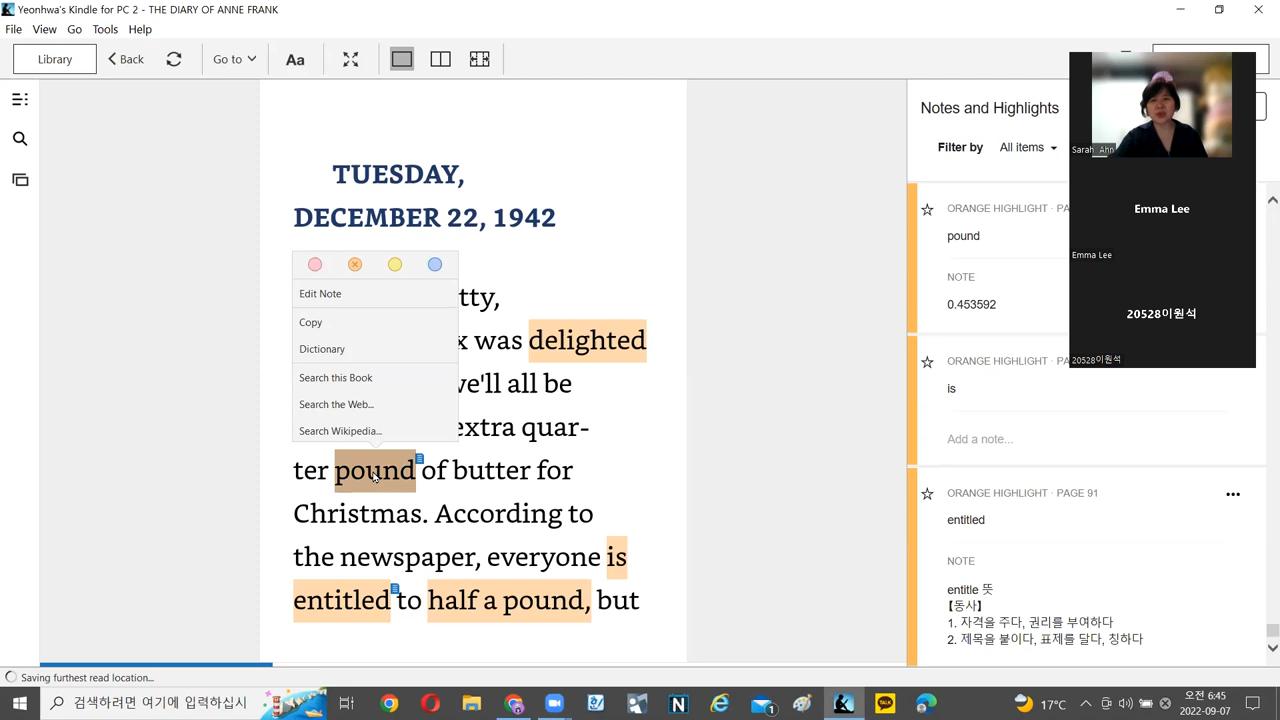 Yeonhwa's Kindle for PC 2 - THE DIARY OF ANNE FRANK
File View Go Tools Help
Library Back Go to Aa
Notes and Highlights
Filter by All items
TUESDAY,
DECEMBER 22, 1942
tty,
x was delighted
we'll all be
extra quar-
ter pound of butter for
Christmas. According to
the newspaper, everyone is
entitled to half a pound, but
Edit Note
Copy
Dictionary
Search this Book
Search the Web...
Search Wikipedia...
ORANGE HIGHLIGHT · PA
pound
NOTE
0.453592
ORANGE HIGHLIGHT · PA
is
Add a note...
ORANGE HIGHLIGHT · PAGE 91
entitled
NOTE
entitle 뜻
【동사】
1. 자격을 주다, 권리를 부여하다
2. 제목을 붙이다, 표제를 달다, 칭하다
Sarah Ahn
Emma Lee
Emma Lee
20528이원석
20528이원석
Saving furthest read location...
검색하려면 여기에 입력하십시
17°C
오전 6:45
2022-09-07